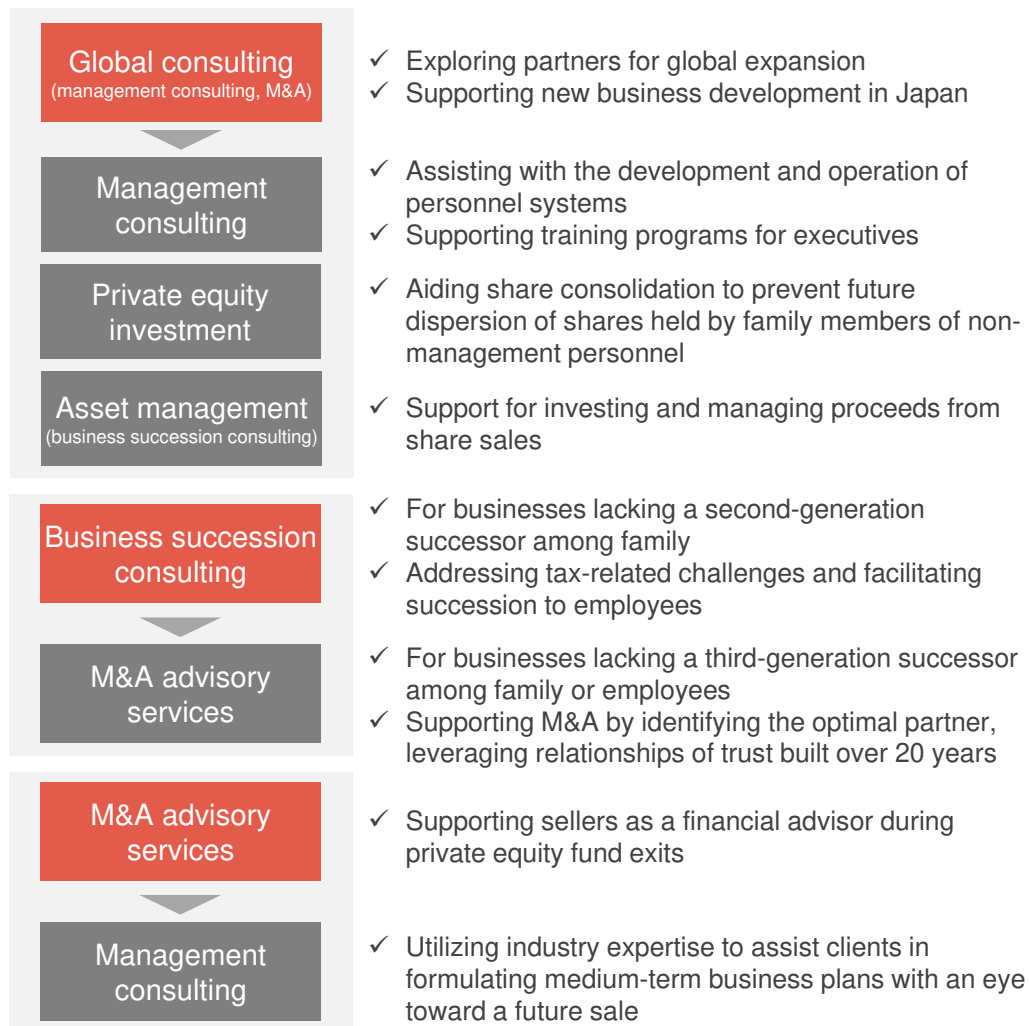 Global consulting
(management consulting, M&A)
✓ Exploring partners for global expansion
✓ Supporting new business development in Japan
Management
consulting
✓ Assisting with the development and operation of
personnel systems
✓ Supporting training programs for executives
Private equity
investment
✓ Aiding share consolidation to prevent future
dispersion of shares held by family members of non-
management personnel
Asset management
(business succession consulting)
✓ Support for investing and managing proceeds from
share sales
Business succession
consulting
✓ For businesses lacking a second-generation
successor among family
✓ Addressing tax-related challenges and facilitating
succession to employees
M&A advisory
services
✓ For businesses lacking a third-generation successor
among family or employees
✓ Supporting M&A by identifying the optimal partner,
leveraging relationships of trust built over 20 years
M&A advisory
services
✓ Supporting sellers as a financial advisor during
private equity fund exits
Management
consulting
✓ Utilizing industry expertise to assist clients in
formulating medium-term business plans with an eye
toward a future sale